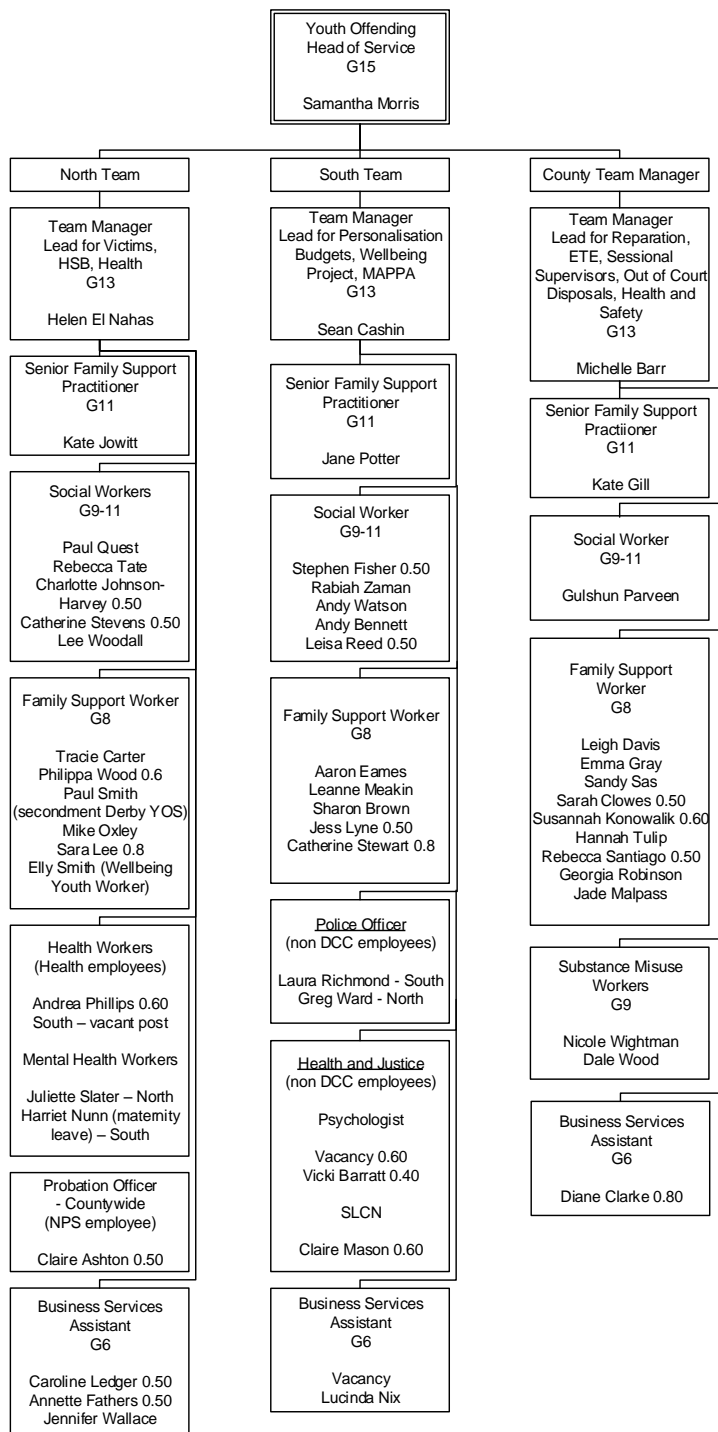 Youth Offending
Head of Service
G15
Samantha Morris
North Team
Team Manager
Lead for Victims,
HSB, Health
G13
Helen El Nahas
Senior Family Support
Practitioner
G11
Kate Jowitt
Social Workers
G9-11
Paul Quest
Rebecca Tate
Charlotte Johnson-
Harvey 0.50
Catherine Stevens 0.50
Lee Woodall
Family Support Worker
G8
Tracie Carter
Philippa Wood 0.6
Paul Smith
(secondment Derby YOS)
Mike Oxley
Sara Lee 0.8
Elly Smith (Wellbeing
Youth Worker)
Health Workers
(Health employees)
Andrea Phillips 0.60
South – vacant post
Mental Health Workers
Juliette Slater – North
Harriet Nunn (maternity
leave) – South
Probation Officer
- Countywide
(NPS employee)
Claire Ashton 0.50
Business Services
Assistant
G6
Caroline Ledger 0.50
Annette Fathers 0.50
Jennifer Wallace
South Team
Team Manager
Lead for Personalisation
Budgets, Wellbeing
Project, MAPPA
G13
Sean Cashin
Senior Family Support
Practitioner
G11
Jane Potter
Social Worker
G9-11
Stephen Fisher 0.50
Rabiah Zaman
Andy Watson
Andy Bennett
Leisa Reed 0.50
Family Support Worker
G8
Aaron Eames
Leanne Meakin
Sharon Brown
Jess Lyne 0.50
Catherine Stewart 0.8
Police Officer
(non DCC employees)
Laura Richmond - South
Greg Ward - North
Health and Justice
(non DCC employees)
Psychologist
Vacancy 0.60
Vicki Barratt 0.40
SLCN
Claire Mason 0.60
Business Services
Assistant
G6
Vacancy
Lucinda Nix
County Team Manager
Team Manager
Lead for Reparation,
ETE, Sessional
Supervisors, Out of Court
Disposals, Health and
Safety
G13
Michelle Barr
Senior Family Support
Practiioner
G11
Kate Gill
Social Worker
G9-11
Gulshun Parveen
Family Support
Worker
G8
Leigh Davis
Emma Gray
Sandy Sas
Sarah Clowes 0.50
Susannah Konowalik 0.60
Hannah Tulip
Rebecca Santiago 0.50
Georgia Robinson
Jade Malpass
Substance Misuse
Workers
G9
Nicole Wightman
Dale Wood
Business Services
Assistant
G6
Diane Clarke 0.80